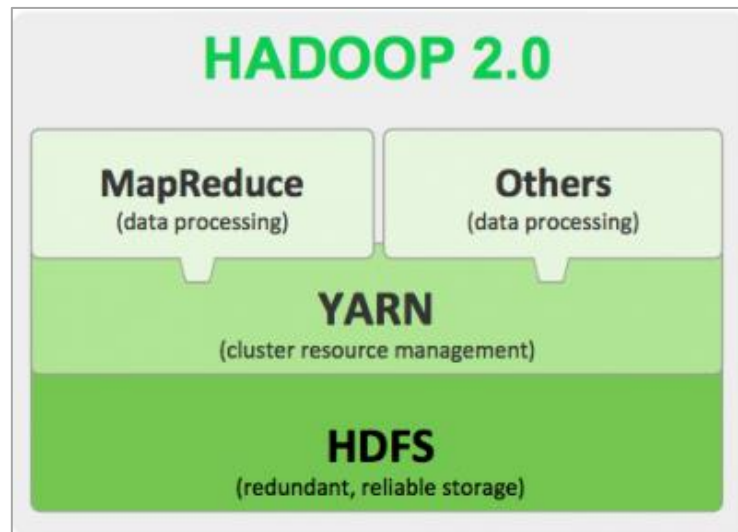 HADOOP 2.0
MapReduce
(data processing)
Others
(data processing)
YARN
(cluster resource management)
HDFS
(redundant, reliable storage)